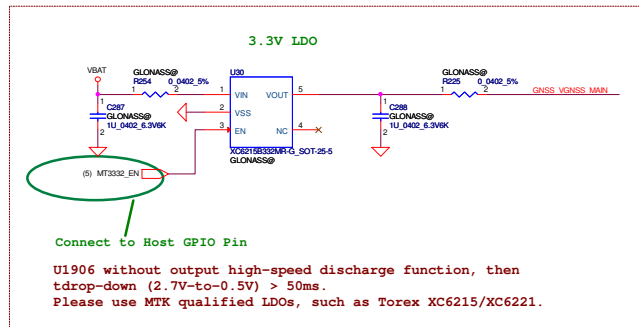 3.3V LDO
VBAT
GLONASS@
R254 0_0402_5%
1 2
C287
GLONASS@
1U_0402_6.3V6K
1
2
U30
1 VIN
2 VSS
3 EN
VOUT 5
NC 4
XC6215B332MR-G_SOT-25-5
GLONASS@
GLONASS@
R225 0_0402_5%
1 2
GNSS_VGNSS_MAIN
C288
GLONASS@
1U_0402_6.3V6K
1
2
(5) MT3332_EN
Connect to Host GPIO Pin
U1906 without output high-speed discharge function, then
tdrop-down (2.7V-to-0.5V) > 50ms.
Please use MTK qualified LDOs, such as Torex XC6215/XC6221.